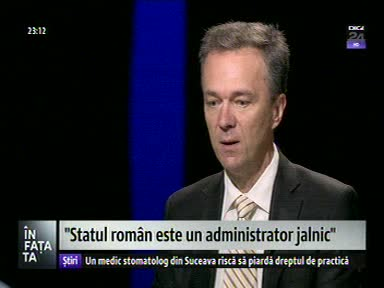 23:12
DIGI
24
HD
ÎN
FAȚA
TA
"Statul român este un administrator jalnic"
Știri
Un medic stomatolog din Suceava riscă să piardă dreptul de practică